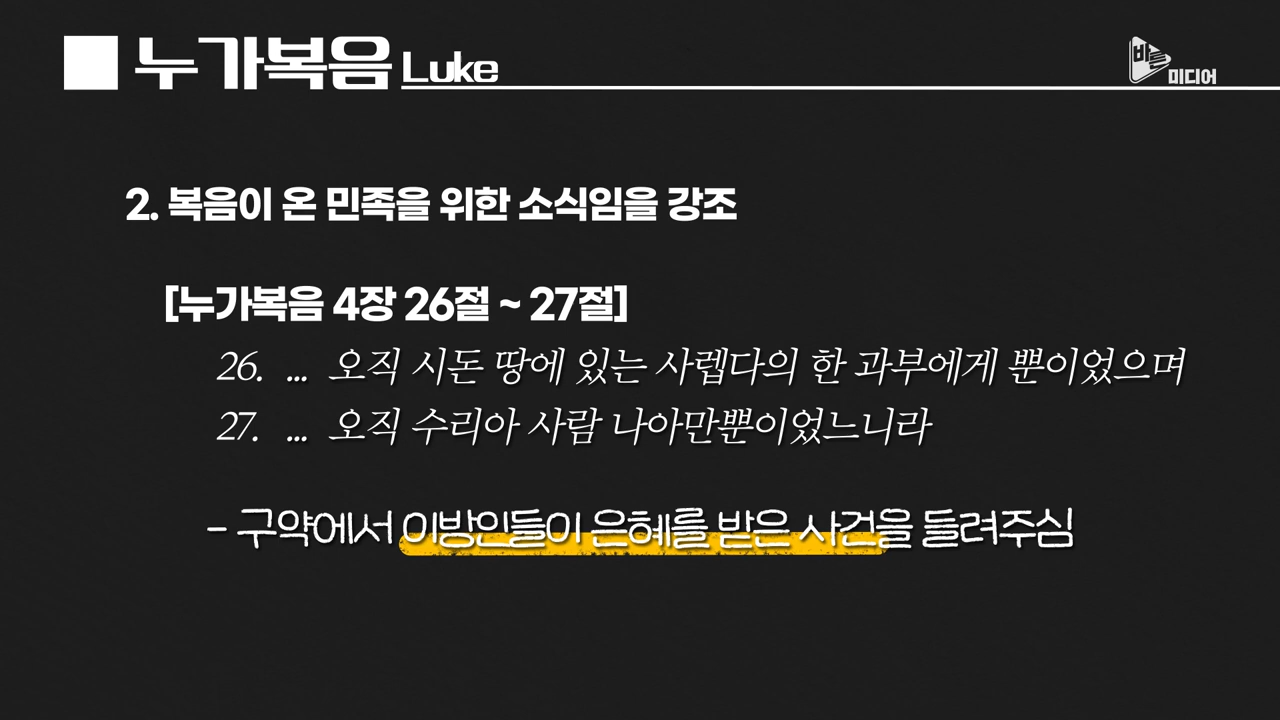 누가복음 Luke
바른
미디어
2. 복음이 온 민족을 위한 소식임을 강조
[누가복음 4장 26절 ~ 27절]
26. ... 오직 시돈 땅에 있는 사렙다의 한 과부에게 뿐이었으며
27. ... 오직 수리아 사람 나아만뿐이었느니라
- 구약에서 이방인들이 은혜를 받은 사건을 들려주심